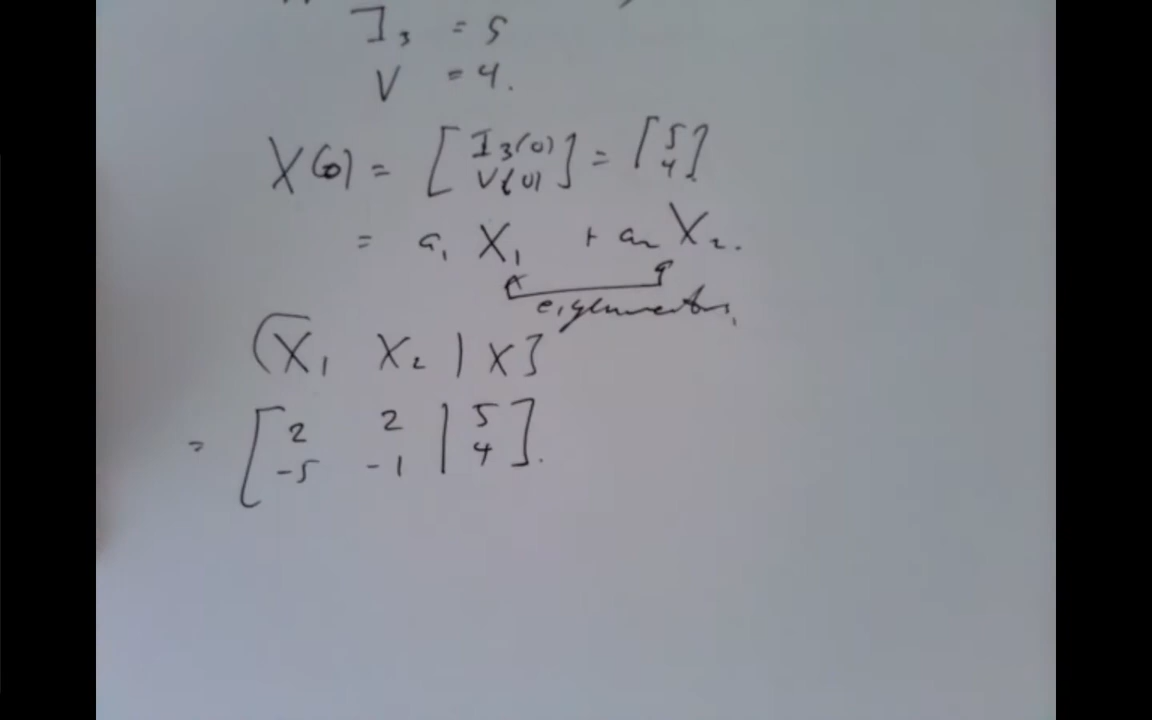 I₃ = 5
V = 4.
X(0) = [I₃(0) V(0)] = [5 4]
= a₁ X₁ + a₂ X₂.
eigenvectors.
[X₁ X₂ | X]
= [2 2 | 5
-5 -1 | 4].